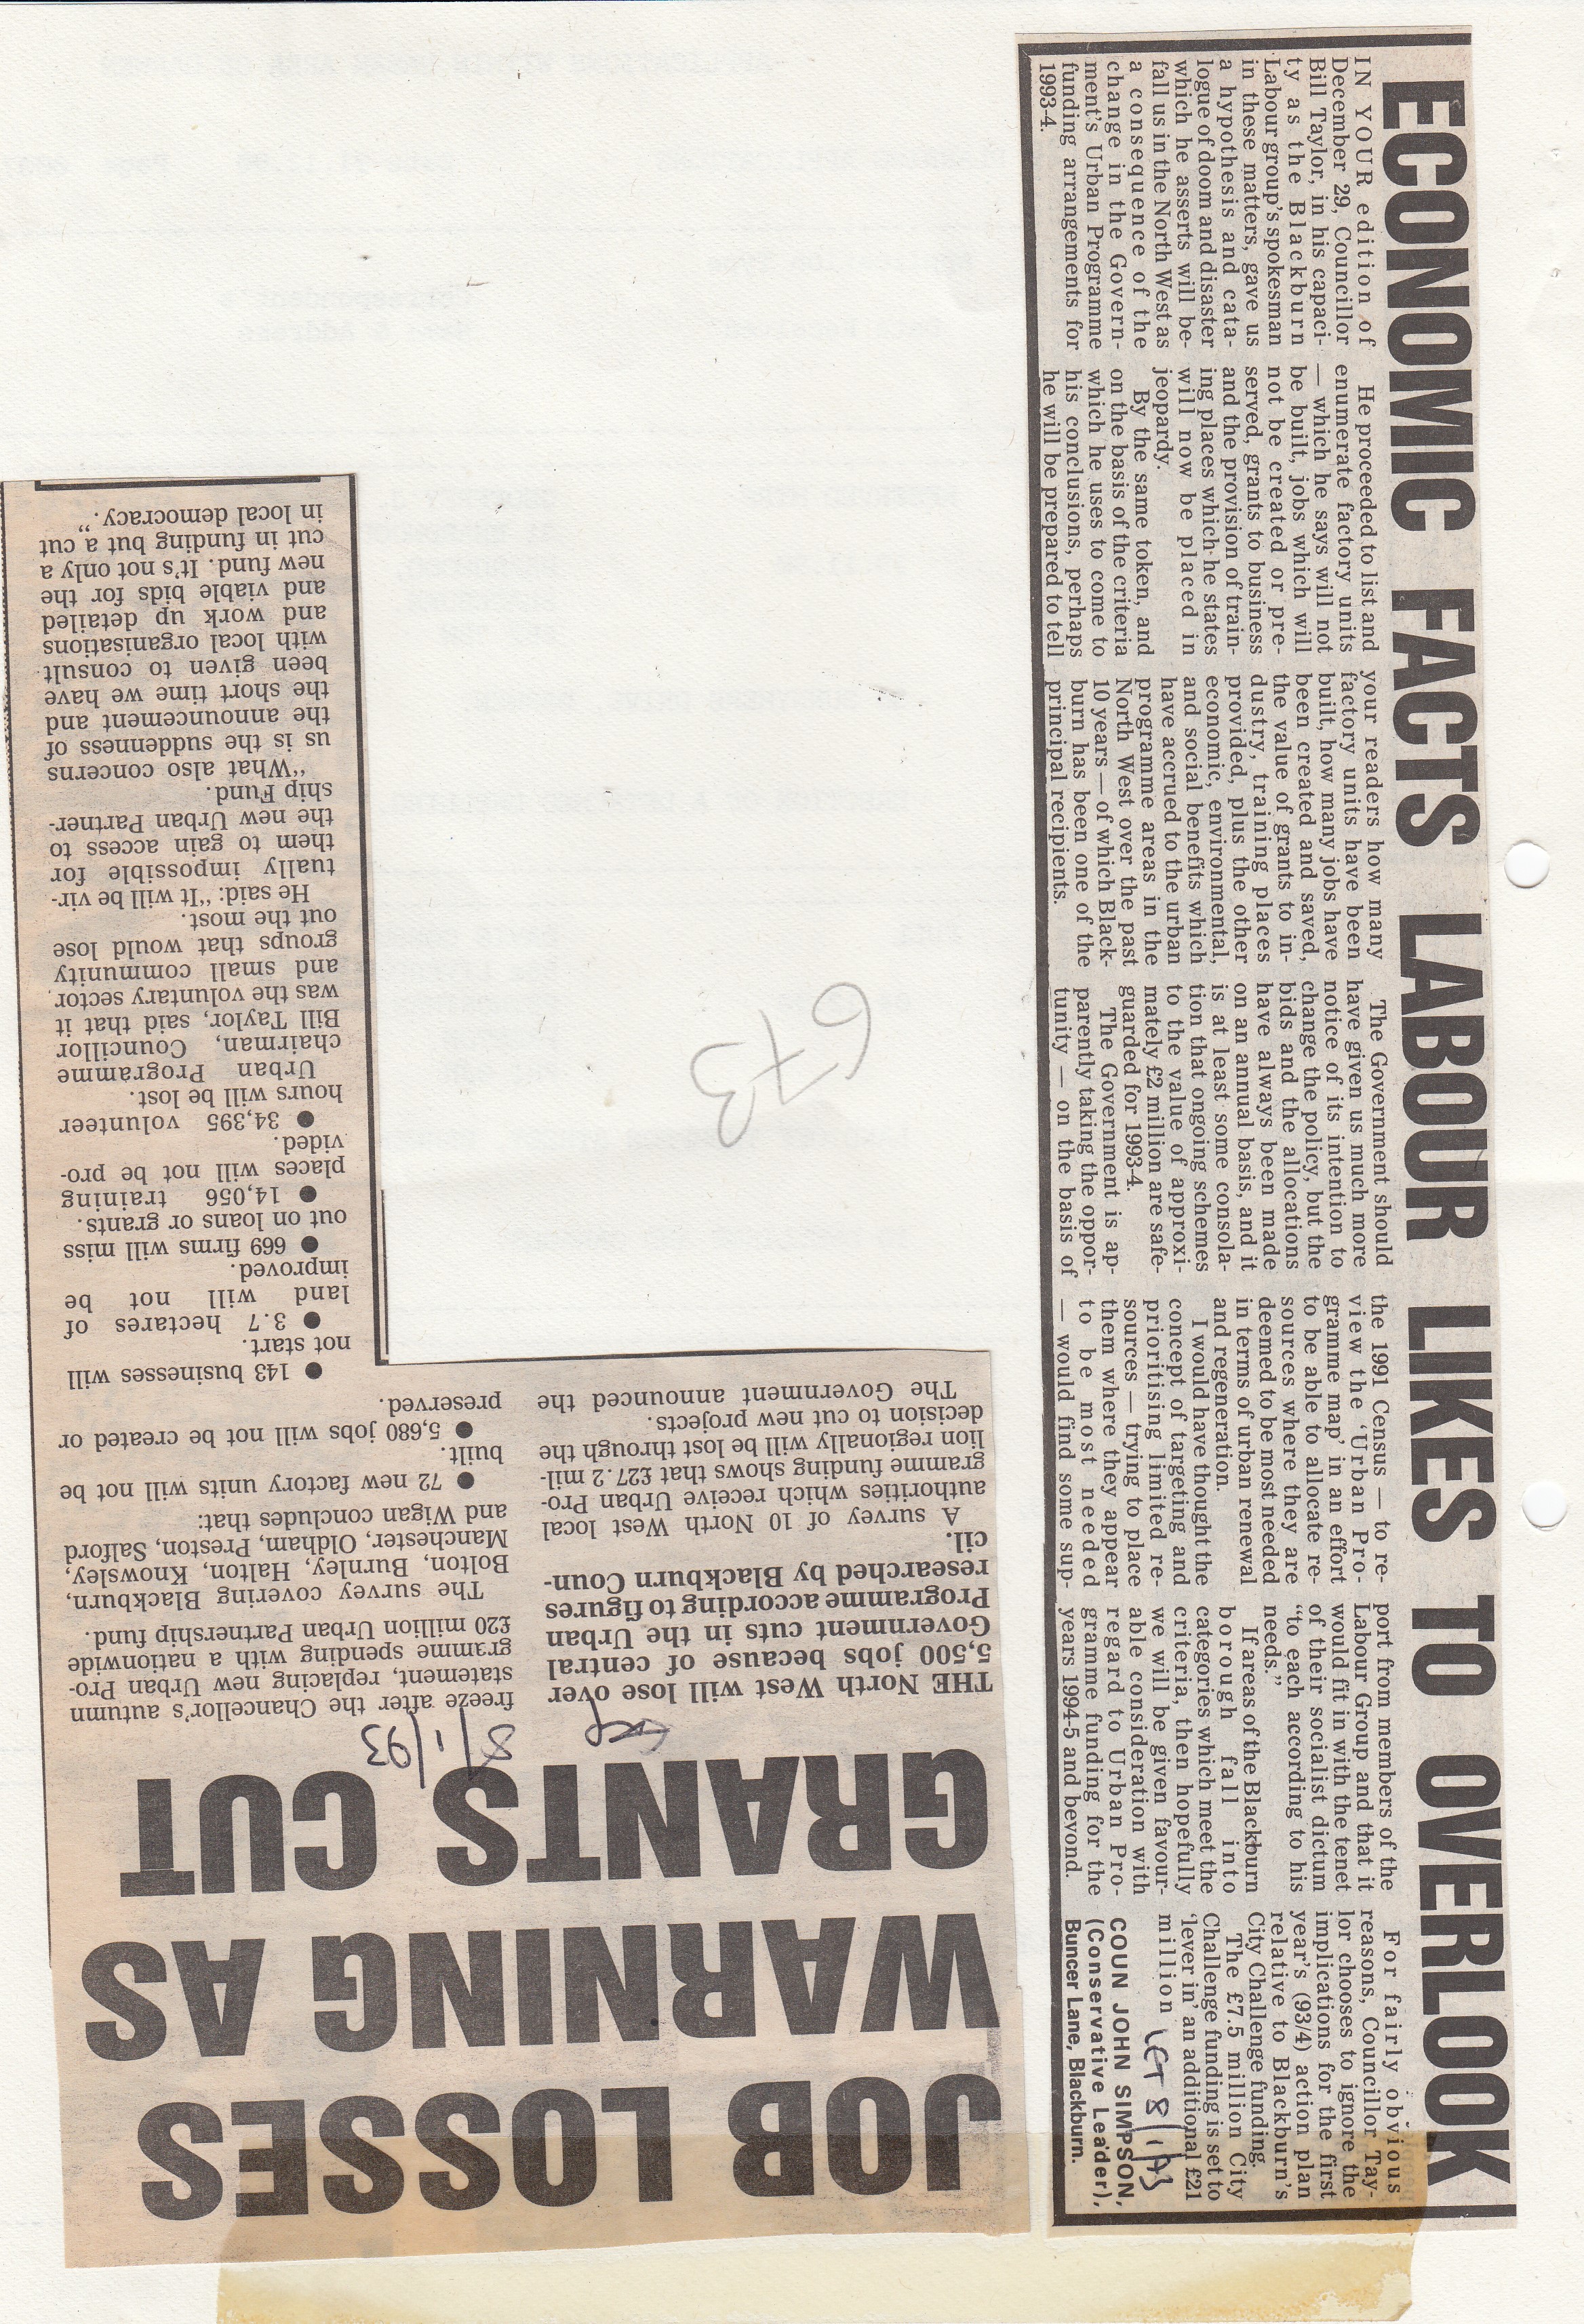 ECONOMIC FACTS LABOUR LIKES TO OVERLOOK
IN YOUR edition of
December 29, Councillor
Bill Taylor, in his capaci-
ty as the Blackburn
Labour group's spokesman
in these matters, gave us
a hypothesis and cata-
logue of doom and disaster
which he asserts will be-
fall us in the North West as
a consequence of the
change in the Govern-
ment's Urban Programme
funding arrangements for
1993-4.
He proceeded to list and
enumerate factory units
— which he says will not
be built, jobs which will
not be created or pre-
served, grants to business
and the provision of train-
ing places which he states
will now be placed in
jeopardy.
By the same token, and
on the basis of the criteria
which he uses to come to
his conclusions, perhaps
he will be prepared to tell
your readers how many
factory units have been
built, how many jobs have
been created and saved,
the value of grants to in-
dustry, training places
provided, plus the other
economic, environmental,
and social benefits which
have accrued to the urban
programme areas in the
North West over the past
10 years — of which Black-
burn has been one of the
principal recipients.
The Government should
have given us much more
notice of its intention to
change the policy, but the
bids and the allocations
have always been made
on an annual basis, and it
is at least some consola-
tion that ongoing schemes
to the value of approxi-
mately £2 million are safe-
guarded for 1993-4.
The Government is ap-
parently taking the oppor-
tunity — on the basis of
the 1991 Census — to re-
view the 'Urban Pro-
gramme map' in an effort
to be able to allocate re-
sources where they are
deemed to be most needed
in terms of urban renewal
and regeneration.
I would have thought the
concept of targeting and
prioritising limited re-
sources — trying to place
them where they appear
to be most needed
— would find some sup-
port from members of the
Labour Group and that it
would fit in with the tenet
of their socialist dictum
"to each according to his
needs."
If areas of the Blackburn
borough fall into
categories which meet the
criteria, then hopefully
we will be given favour-
able consideration with
regard to Urban Pro-
gramme funding for the
years 1994-5 and beyond.
For fairly obvious
reasons, Councillor Tay-
lor chooses to ignore the
implications for the first
year's (93/4) action plan
relative to Blackburn's
City Challenge funding.
The £7.5 million City
Challenge funding is set to
'lever in' an additional £21
million
LET 8/1/93
COUN JOHN SIMPSON,
(Conservative Leader),
Buncer Lane, Blackburn.
673
JOB LOSSES
WARNING AS
GRANTS CUT
8/1/93
THE North West will lose over
5,500 jobs because of central
Government cuts in the Urban
Programme according to figures
researched by Blackburn Coun-
cil.
A survey of 10 North West local
authorities which receive Urban Pro-
gramme funding shows that £27.2 mil-
lion regionally will be lost through the
decision to cut new projects.
The Government announced the
freeze after the Chancellor's autumn
statement, replacing new Urban Pro-
gramme spending with a nationwide
£20 million Urban Partnership fund.
The survey covering Blackburn,
Bolton, Burnley, Halton, Knowsley,
Manchester, Oldham, Preston, Salford
and Wigan concludes that:
● 72 new factory units will not be
built.
● 5,680 jobs will not be created or
preserved.
● 143 businesses will
not start.
● 3.7 hectares of
land will not be
improved.
● 669 firms will miss
out on loans or grants.
● 14,056 training
places will not be pro-
vided.
● 34,395 volunteer
hours will be lost.
Urban Programme
chairman, Councillor
Bill Taylor, said that it
was the voluntary sector
and small community
groups that would lose
out the most.
He said: "It will be vir-
tually impossible for
them to gain access to
the new Urban Partner-
ship Fund.
"What also concerns
us is the suddenness of
the announcement and
the short time we have
been given to consult
with local organisations
and work up detailed
and viable bids for the
new fund. It's not only a
cut in funding but a cut
in local democracy."